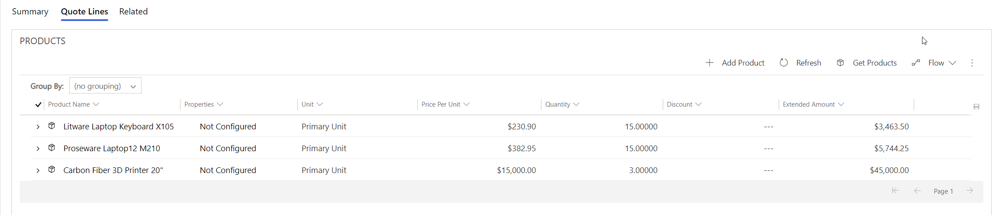 Summary Quote Lines Related
PRODUCTS
Add Product Refresh Get Products Flow
Group By: (no grouping)
Product Name Properties Unit Price Per Unit Quantity Discount Extended Amount
Litware Laptop Keyboard X105 Not Configured Primary Unit $230.90 15.00000 --- $3,463.50
Proseware Laptop12 M210 Not Configured Primary Unit $382.95 15.00000 --- $5,744.25
Carbon Fiber 3D Printer 20" Not Configured Primary Unit $15,000.00 3.00000 --- $45,000.00
Page 1